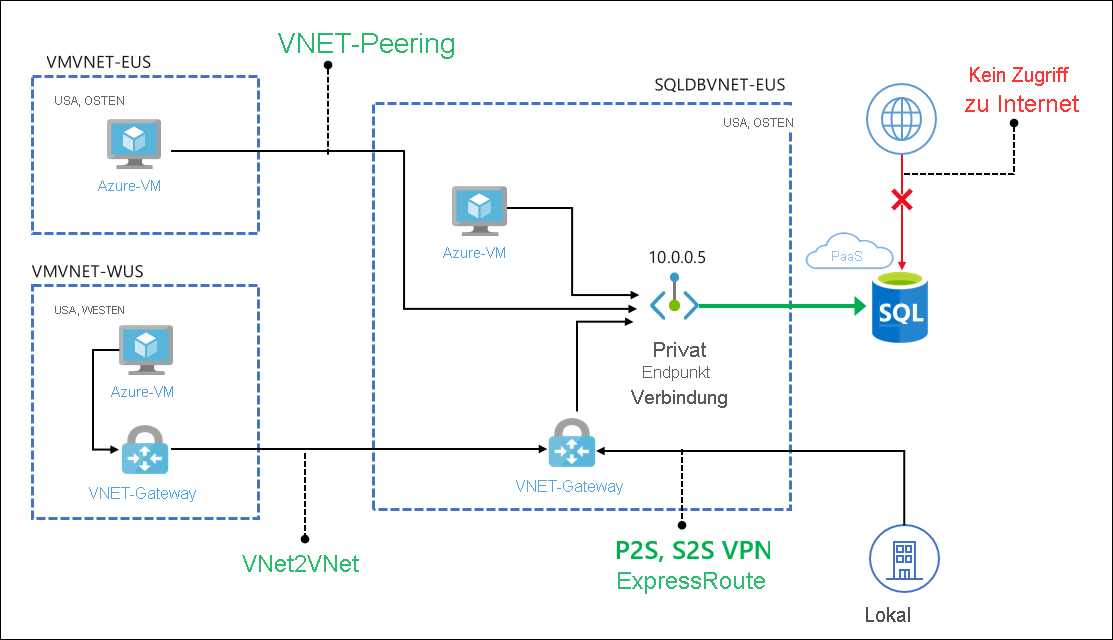 VNET-Peering
VMVNET-EUS
USA, OSTEN
Azure-VM
SQLDBVNET-EUS
USA, OSTEN
Kein Zugriff
zu Internet
Azure-VM
10.0.0.5
PaaS
SQL
Privat
Endpunkt
Verbindung
VMVNET-WUS
USA, WESTEN
Azure-VM
VNET-Gateway
VNET-Gateway
VNet2VNet
P2S, S2S VPN
ExpressRoute
Lokal